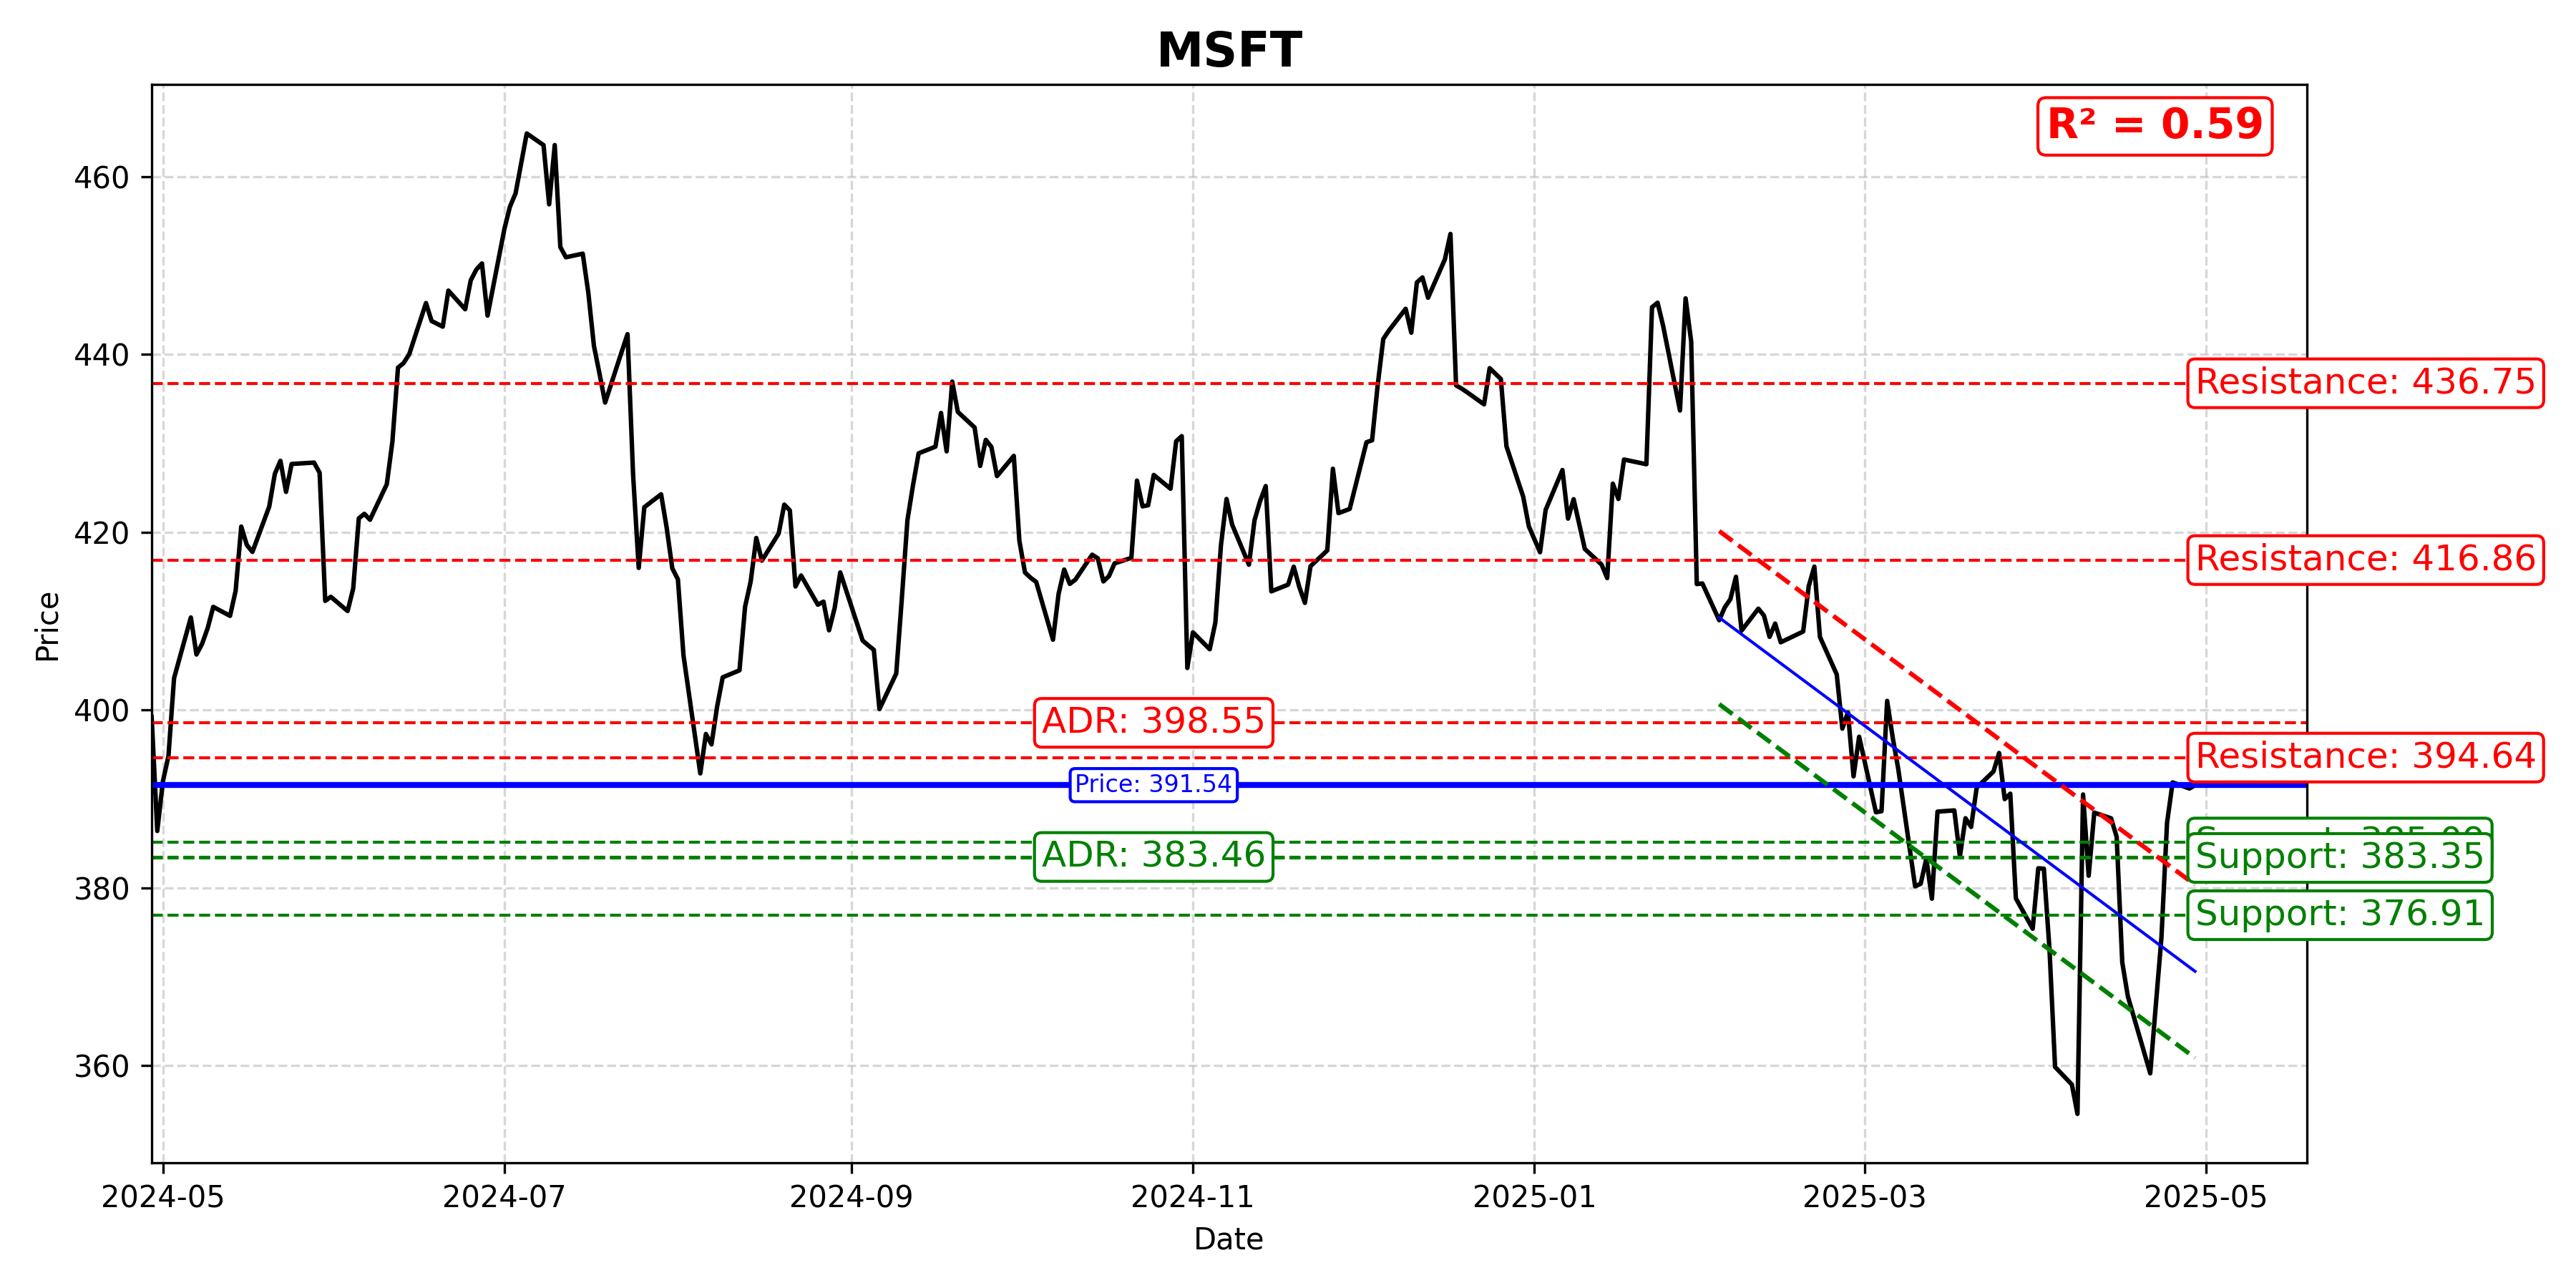 MSFT
R² = 0.59
460
440
420
400
380
360
Price
Resistance: 436.75
Resistance: 416.86
ADR: 398.55
Resistance: 394.64
Price: 391.54
ADR: 383.46
Support: 383.35
Support: 376.91
2024-05
2024-07
2024-09
2024-11
2025-01
2025-03
2025-05
Date